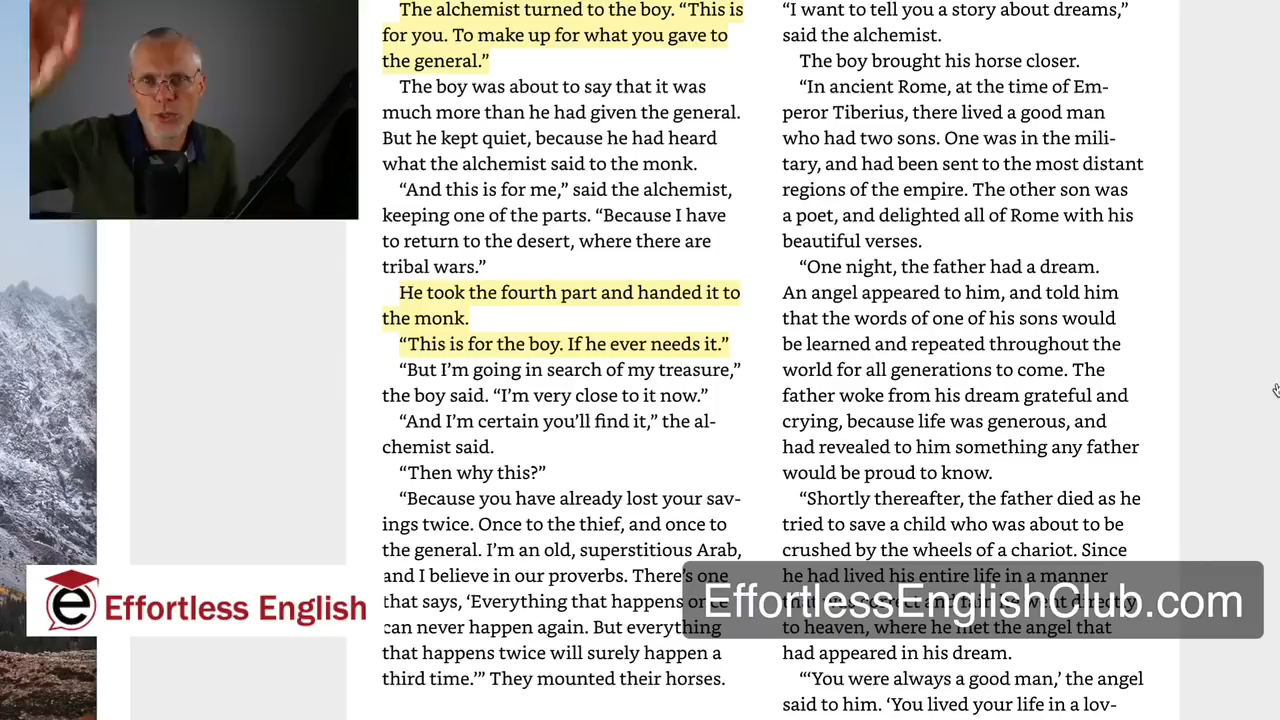 The alchemist turned to the boy. “This is
for you. To make up for what you gave to
the general.”
The boy was about to say that it was
much more than he had given the general.
But he kept quiet, because he had heard
what the alchemist said to the monk.
“And this is for me,” said the alchemist,
keeping one of the parts. “Because I have
to return to the desert, where there are
tribal wars.”
He took the fourth part and handed it to
the monk.
“This is for the boy. If he ever needs it.”
“But I’m going in search of my treasure,”
the boy said. “I’m very close to it now.”
“And I’m certain you’ll find it,” the al-
chemist said.
“Then why this?”
“Because you have already lost your sav-
ings twice. Once to the thief, and once to
the general. I’m an old, superstitious Arab,
and I believe in our proverbs. There’s one
that says, ‘Everything that happens once
can never happen again. But everything
that happens twice will surely happen a
third time.’” They mounted their horses.
“I want to tell you a story about dreams,”
said the alchemist.
The boy brought his horse closer.
“In ancient Rome, at the time of Em-
peror Tiberius, there lived a good man
who had two sons. One was in the mili-
tary, and had been sent to the most distant
regions of the empire. The other son was
a poet, and delighted all of Rome with his
beautiful verses.
“One night, the father had a dream.
An angel appeared to him, and told him
that the words of one of his sons would
be learned and repeated throughout the
world for all generations to come. The
father woke from his dream grateful and
crying, because life was generous, and
had revealed to him something any father
would be proud to know.
“Shortly thereafter, the father died as he
tried to save a child who was about to be
crushed by the wheels of a chariot. Since
he had lived his entire life in a manner
that was correct and fair, he went directly
to heaven, where he met the angel that
had appeared in his dream.
“‘You were always a good man,’ the angel
said to him. ‘You lived your life in a lov-
e Effortless English
EffortlessEnglishClub.com